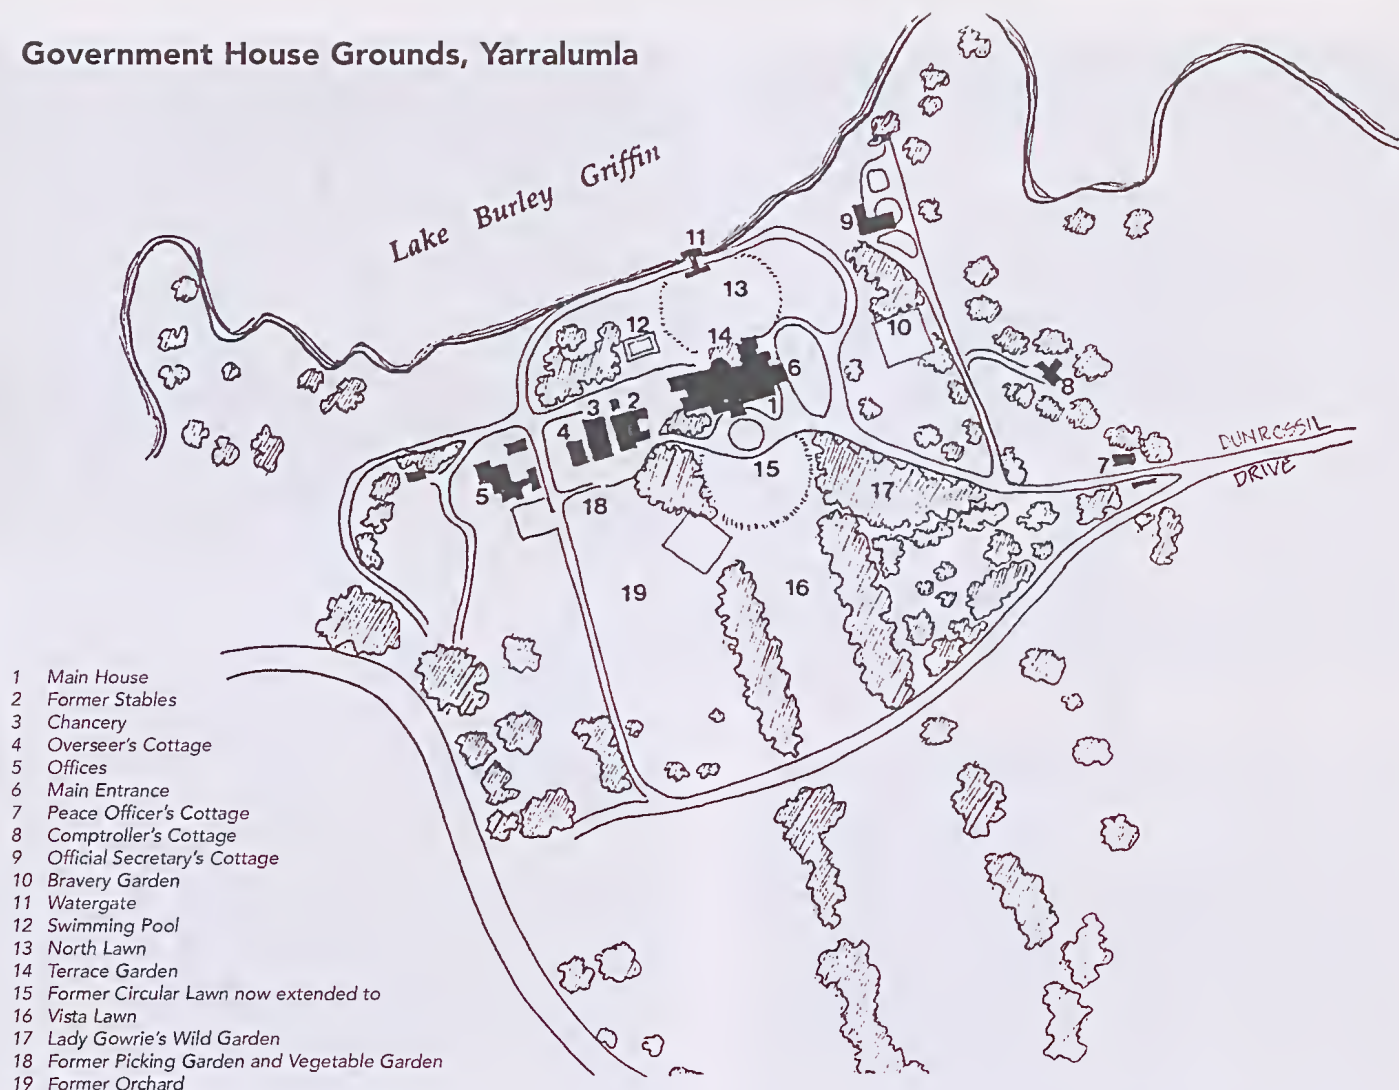 Government House Grounds, Yarralumla
Lake Burley Griffin
11
9
13
12
10
14
6
8
3 2
1
4
DUNROSSIL
DRIVE
7
15
5
17
18
16
19
1 Main House
2 Former Stables
3 Chancery
4 Overseer's Cottage
5 Offices
6 Main Entrance
7 Peace Officer's Cottage
8 Comptroller's Cottage
9 Official Secretary's Cottage
10 Bravery Garden
11 Watergate
12 Swimming Pool
13 North Lawn
14 Terrace Garden
15 Former Circular Lawn now extended to
16 Vista Lawn
17 Lady Gowrie's Wild Garden
18 Former Picking Garden and Vegetable Garden
19 Former Orchard